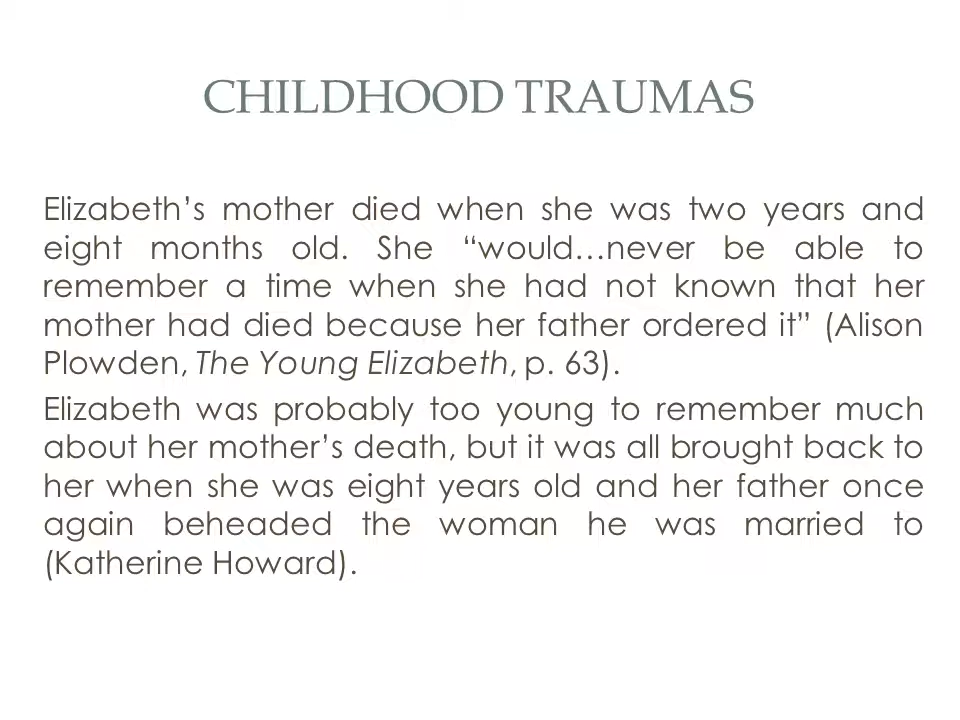 CHILDHOOD TRAUMAS
Elizabeth’s mother died when she was two years and
eight months old. She “would…never be able to
remember a time when she had not known that her
mother had died because her father ordered it” (Alison
Plowden, The Young Elizabeth, p. 63).
Elizabeth was probably too young to remember much
about her mother’s death, but it was all brought back to
her when she was eight years old and her father once
again beheaded the woman he was married to
(Katherine Howard).